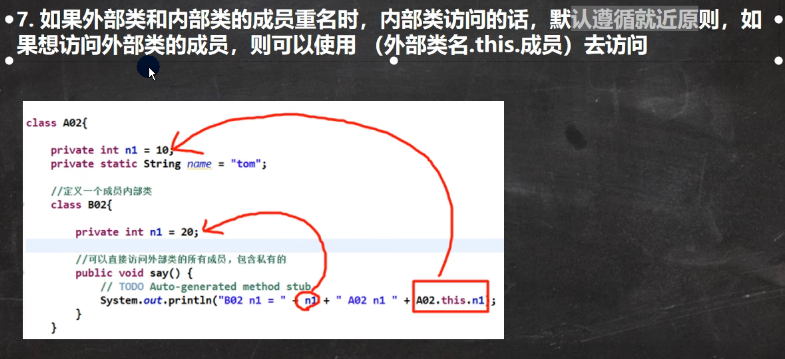 7. 如果外部类和内部类的成员重名时，内部类访问的话，默认遵循就近原则，如
果想访问外部类的成员，则可以使用 （外部类名.this.成员）去访问
class A02{
private int n1 = 10;
private static String name = "tom";
//定义一个成员内部类
class B02{
private int n1 = 20;
//可以直接访问外部类的所有成员，包含私有的
public void say() {
// TODO Auto-generated method stub
System.out.println("B02 n1 = " + n1 + " A02 n1 " + A02.this.n1);
}
}